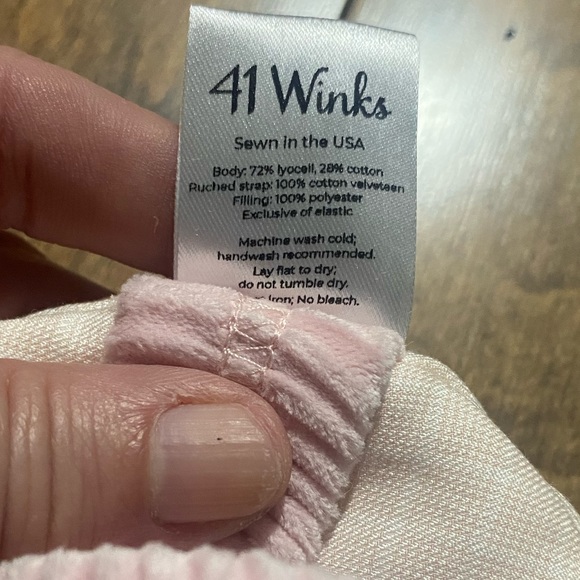 41 Winks
Sewn in the USA
Body: 72% lyocell, 28% cotton
Ruched strap: 100% cotton velveteen
Filling: 100% polyester
Exclusive of elastic
Machine wash cold;
handwash recommended.
Lay flat to dry;
do not tumble dry.
Iron; No bleach.